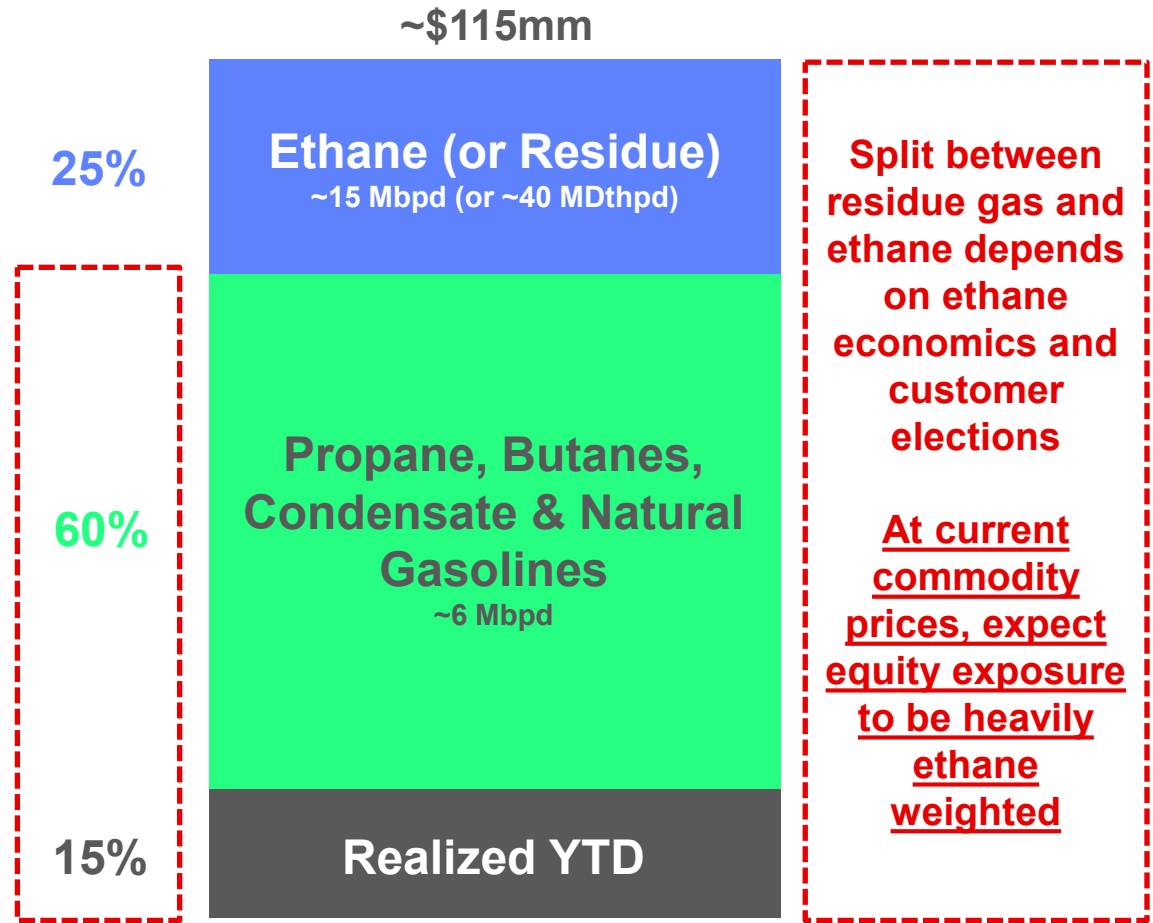 ~$115mm
25%
Ethane (or Residue)
~15 Mbpd (or ~40 MDthpd)
60%
Propane, Butanes,
Condensate & Natural
Gasolines
~6 Mbpd
15%
Realized YTD
Split between
residue gas and
ethane depends
on ethane
economics and
customer
elections
At current
commodity
prices, expect
equity exposure
to be heavily
ethane
weighted